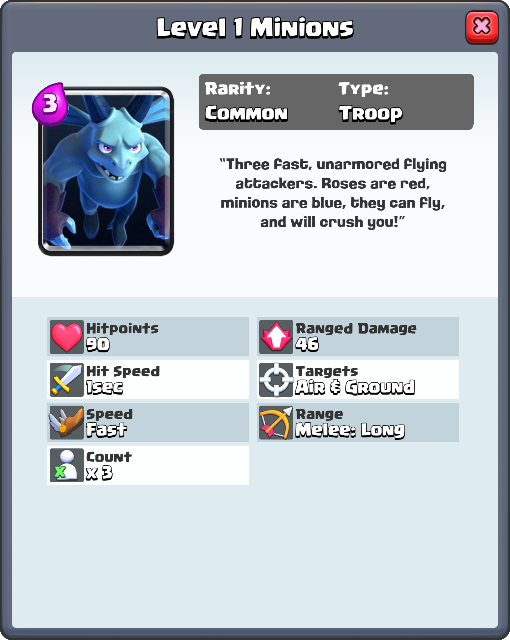 Level 1 Minions
3
Rarity: Type:
Common Troop
"Three fast, unarmored flying
attackers. Roses are red,
minions are blue, they can fly,
and will crush you!"
Hitpoints
90
Ranged Damage
46
Hit Speed
1sec
Targets
Air & Ground
Speed
Fast
Range
Melee: Long
Count
x 3
x